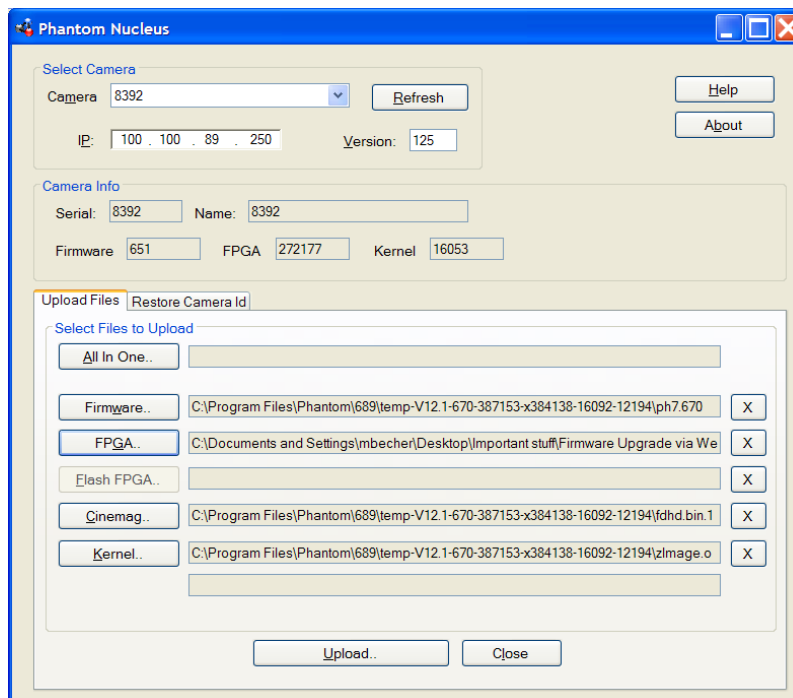 Phantom Nucleus
Select Camera
Camera 8392 Refresh Help
IP: 100 . 100 . 89 . 250 Version: 125 About
Camera Info
Serial: 8392 Name: 8392
Firmware 651 FPGA 272177 Kernel 16053
Upload Files Restore Camera Id
Select Files to Upload
All In One..
Firmware.. C:\Program Files\Phantom\689\temp-V12.1-670-387153-x384138-16092-12194\ph7.670 X
FPGA.. C:\Documents and Settings\mbecher\Desktop\Important stuff\Firmware Upgrade via We X
Flash FPGA.. X
Cinemag.. C:\Program Files\Phantom\689\temp-V12.1-670-387153-x384138-16092-12194\fdhd.bin.1 X
Kernel.. C:\Program Files\Phantom\689\temp-V12.1-670-387153-x384138-16092-12194\zImage.o X
Upload.. Close